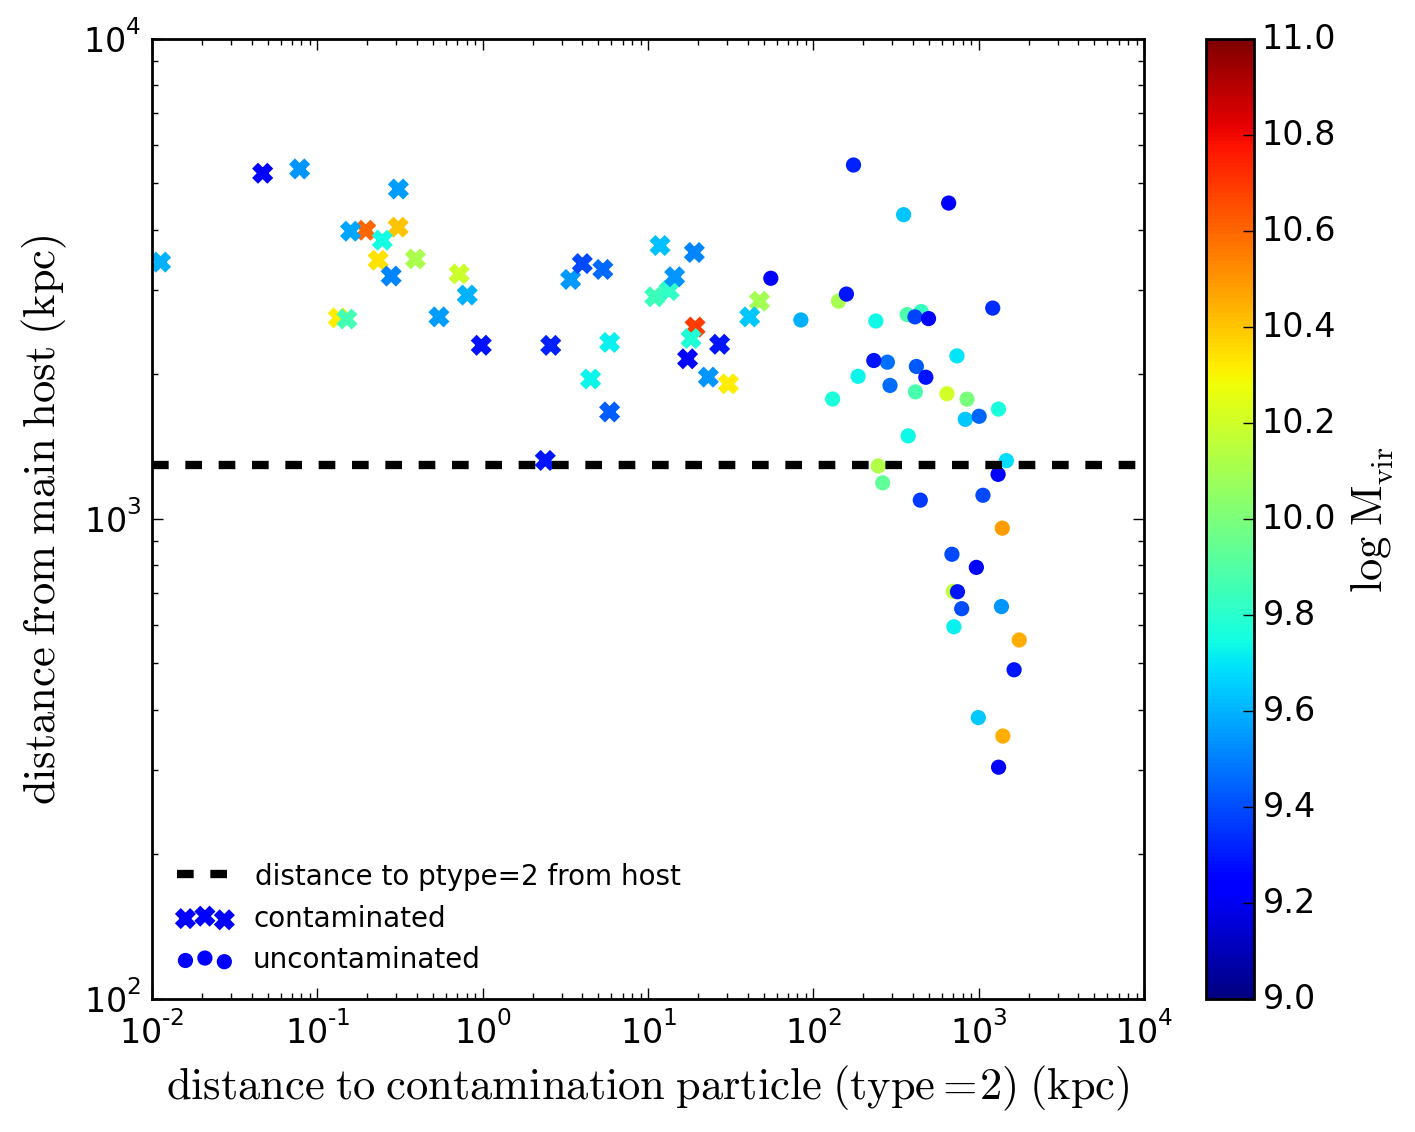 10^4
10^3
10^2
distance from main host (kpc)
distance to ptype=2 from host
contaminated
uncontaminated
10^-2 10^-1 10^0 10^1 10^2 10^3 10^4
distance to contamination particle (type=2) (kpc)
11.0
10.8
10.6
10.4
10.2
10.0
9.8
9.6
9.4
9.2
9.0
log M_vir